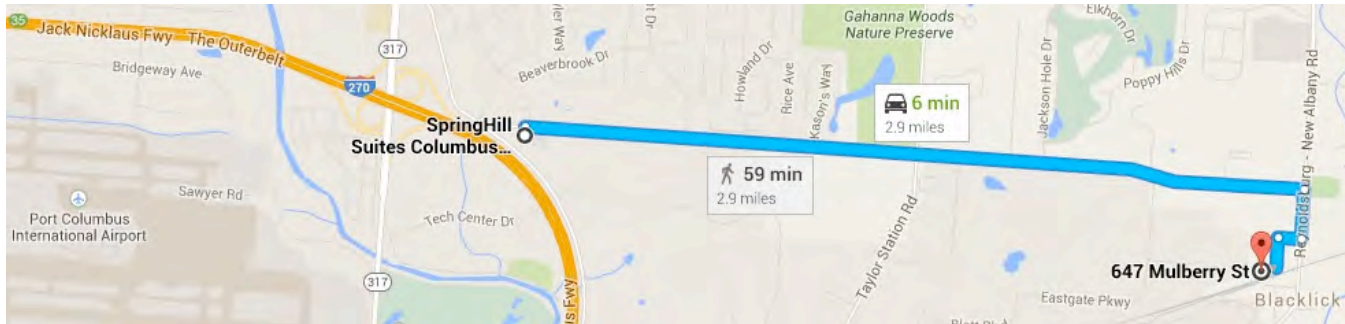 35
Jack Nicklaus Fwy
The Outerbelt
Bridgeway Ave
317
270
Beaverbrook Dr
Howland Dr
Rice Ave
Kason's Way
Gahanna Woods
Nature Preserve
Elkhorn Dr
Poppy Hills Dr
Jackson Hole Dr
6 min
2.9 miles
SpringHill
Suites Columbus...
59 min
2.9 miles
Sawyer Rd
Port Columbus
International Airport
Tech Center Dr
317
Taylor Station Rd
Reynoldsburg - New Albany Rd
647 Mulberry St
Eastgate Pkwy
Blacklick